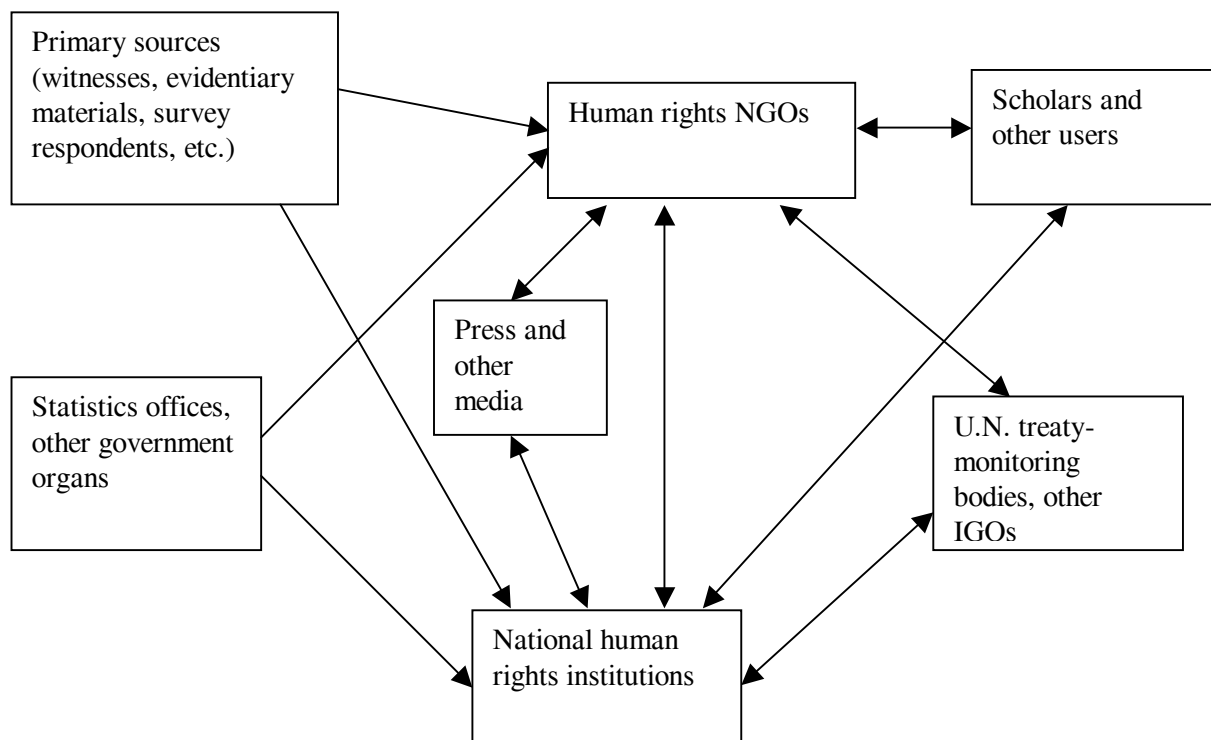 Primary sources
(witnesses, evidentiary
materials, survey
respondents, etc.)
Human rights NGOs
Scholars and
other users
Press and
other
media
Statistics offices,
other government
organs
U.N. treaty-
monitoring
bodies, other
IGOs
National human
rights institutions